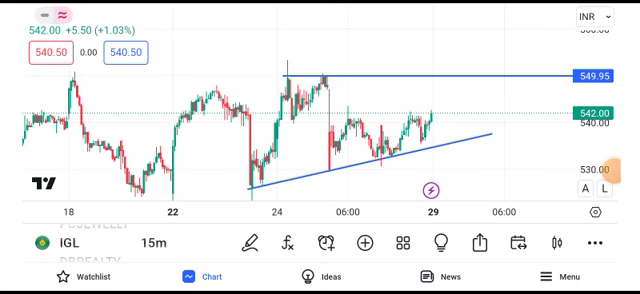 INR
542.00 +5.50 (+1.03%)
540.50 0.00 540.50
549.95
542.00
540.00
530.00
A L
18 22 24 06:00 29 06:00
IGL 15m
Watchlist Chart Ideas News Menu